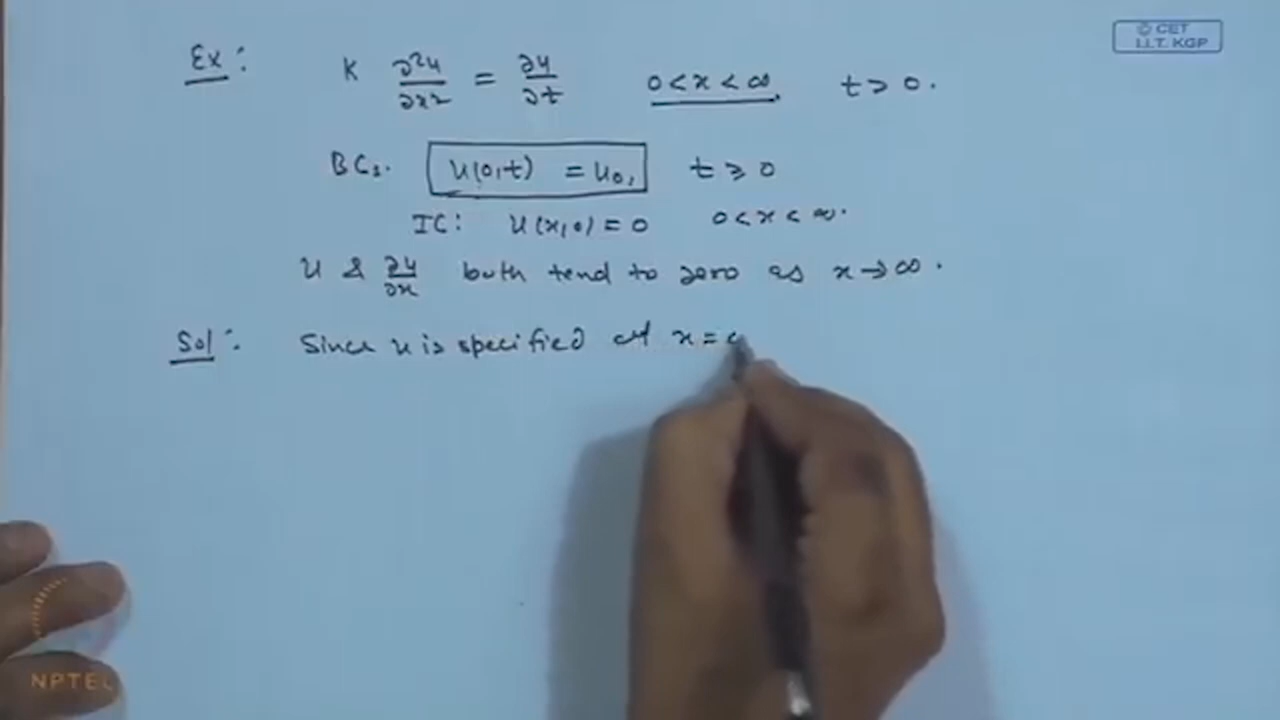 © CET
I.I.T. KGP
Ex: K ∂²u/∂x² = ∂u/∂t 0 < x < ∞ t > 0.
BCs. u(0,t) = u₀, t ≥ 0
IC: u(x,0) = 0 0 < x < ∞.
u & ∂u/∂x both tend to zero as x → ∞.
Sol: Since u is specified at x =
NPTEL